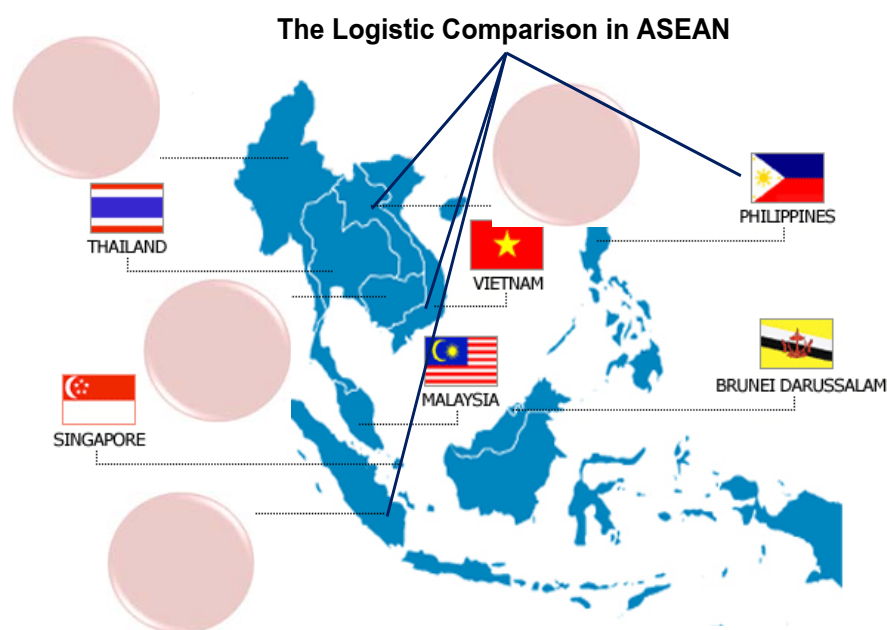 The Logistic Comparison in ASEAN
THAILAND
PHILIPPINES
VIETNAM
MALAYSIA
BRUNEI DARUSSALAM
SINGAPORE